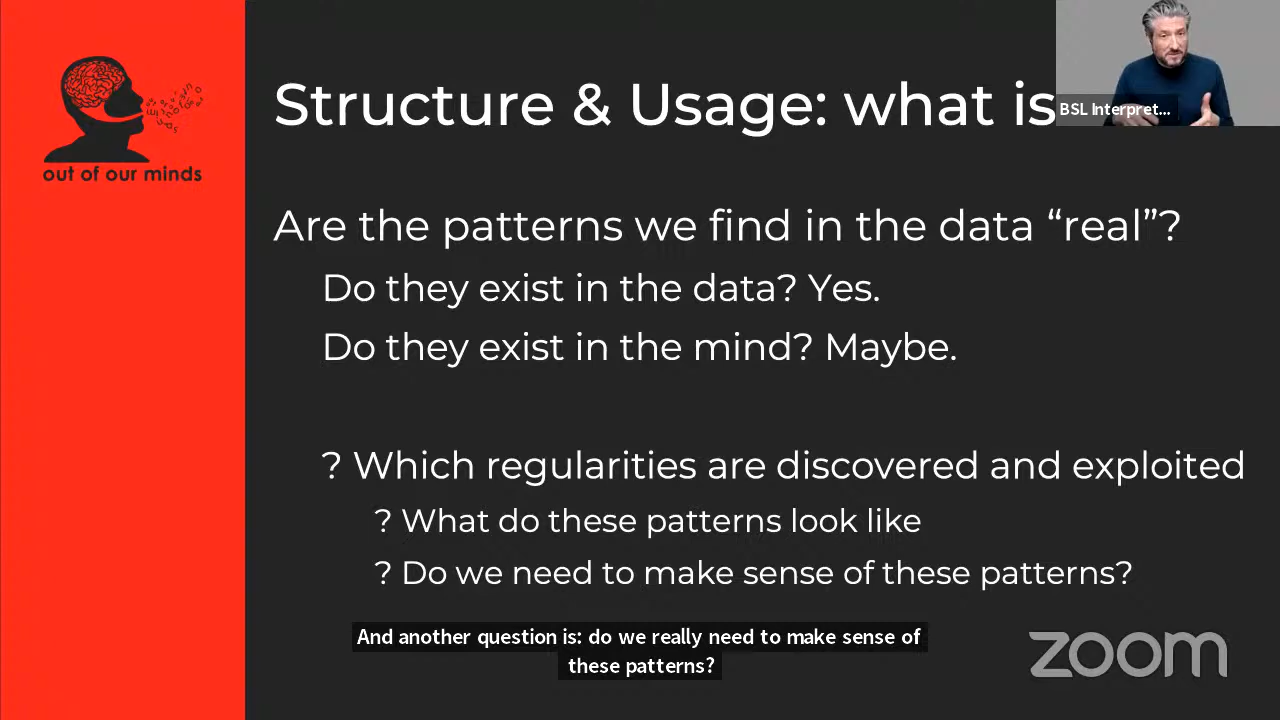 Structure & Usage: what is
BSL Interpret...
out of our minds
Are the patterns we find in the data “real”?
Do they exist in the data? Yes.
Do they exist in the mind? Maybe.
? Which regularities are discovered and exploited
? What do these patterns look like
? Do we need to make sense of these patterns?
And another question is: do we really need to make sense of
these patterns?
zoom